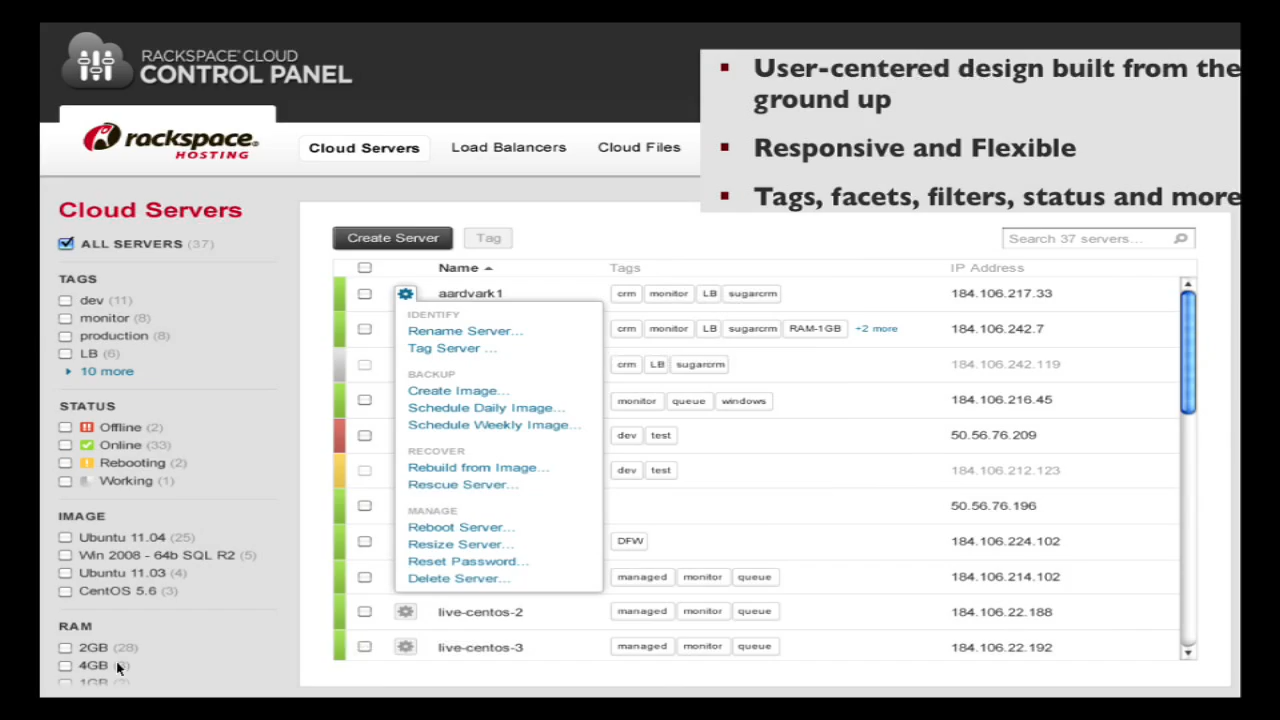 RACKSPACE® CLOUD
CONTROL PANEL
▪ User-centered design built from the
ground up
▪ Responsive and Flexible
▪ Tags, facets, filters, status and more
rackspace.
HOSTING
Cloud Servers Load Balancers Cloud Files
Cloud Servers
ALL SERVERS (37)
TAGS
dev (11)
monitor (8)
production (8)
LB (6)
10 more
STATUS
Offline (2)
Online (33)
Rebooting (2)
Working (1)
IMAGE
Ubuntu 11.04 (25)
Win 2008 - 64b SQL R2 (5)
Ubuntu 11.03 (4)
CentOS 5.6 (3)
RAM
2GB (28)
4GB
1GB
Create Server Tag Search 37 servers...
Name Tags IP Address
aardvark1 crm monitor LB sugarcrm 184.106.217.33
crm monitor LB sugarcrm RAM-1GB +2 more 184.106.242.7
crm LB sugarcrm 184.106.242.119
monitor queue windows 184.106.216.45
dev test 50.56.76.209
dev test 184.106.212.123
50.56.76.196
DFW 184.106.224.102
managed monitor queue 184.106.214.102
live-centos-2 managed monitor queue 184.106.22.188
live-centos-3 managed monitor queue 184.106.22.192
IDENTIFY
Rename Server...
Tag Server ...
BACKUP
Create Image...
Schedule Daily Image...
Schedule Weekly Image...
RECOVER
Rebuild from Image...
Rescue Server...
MANAGE
Reboot Server...
Resize Server...
Reset Password...
Delete Server...